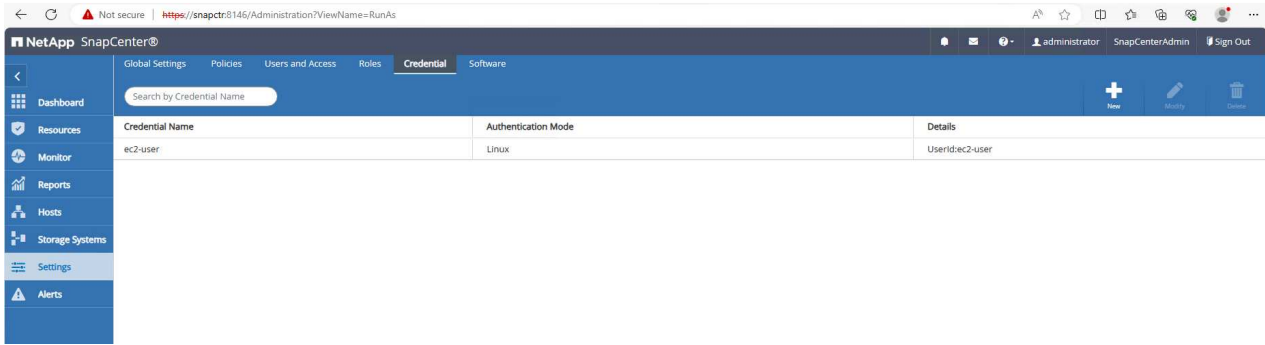 Not secure | https://snapctr:8146/Administration?ViewName=RunAs
NetApp SnapCenter®
administrator SnapCenterAdmin Sign Out
Global Settings Policies Users and Access Roles Credential Software
Search by Credential Name
New Modify Delete
Dashboard
Resources
Monitor
Reports
Hosts
Storage Systems
Settings
Alerts
Credential Name Authentication Mode Details
ec2-user Linux UserId:ec2-user